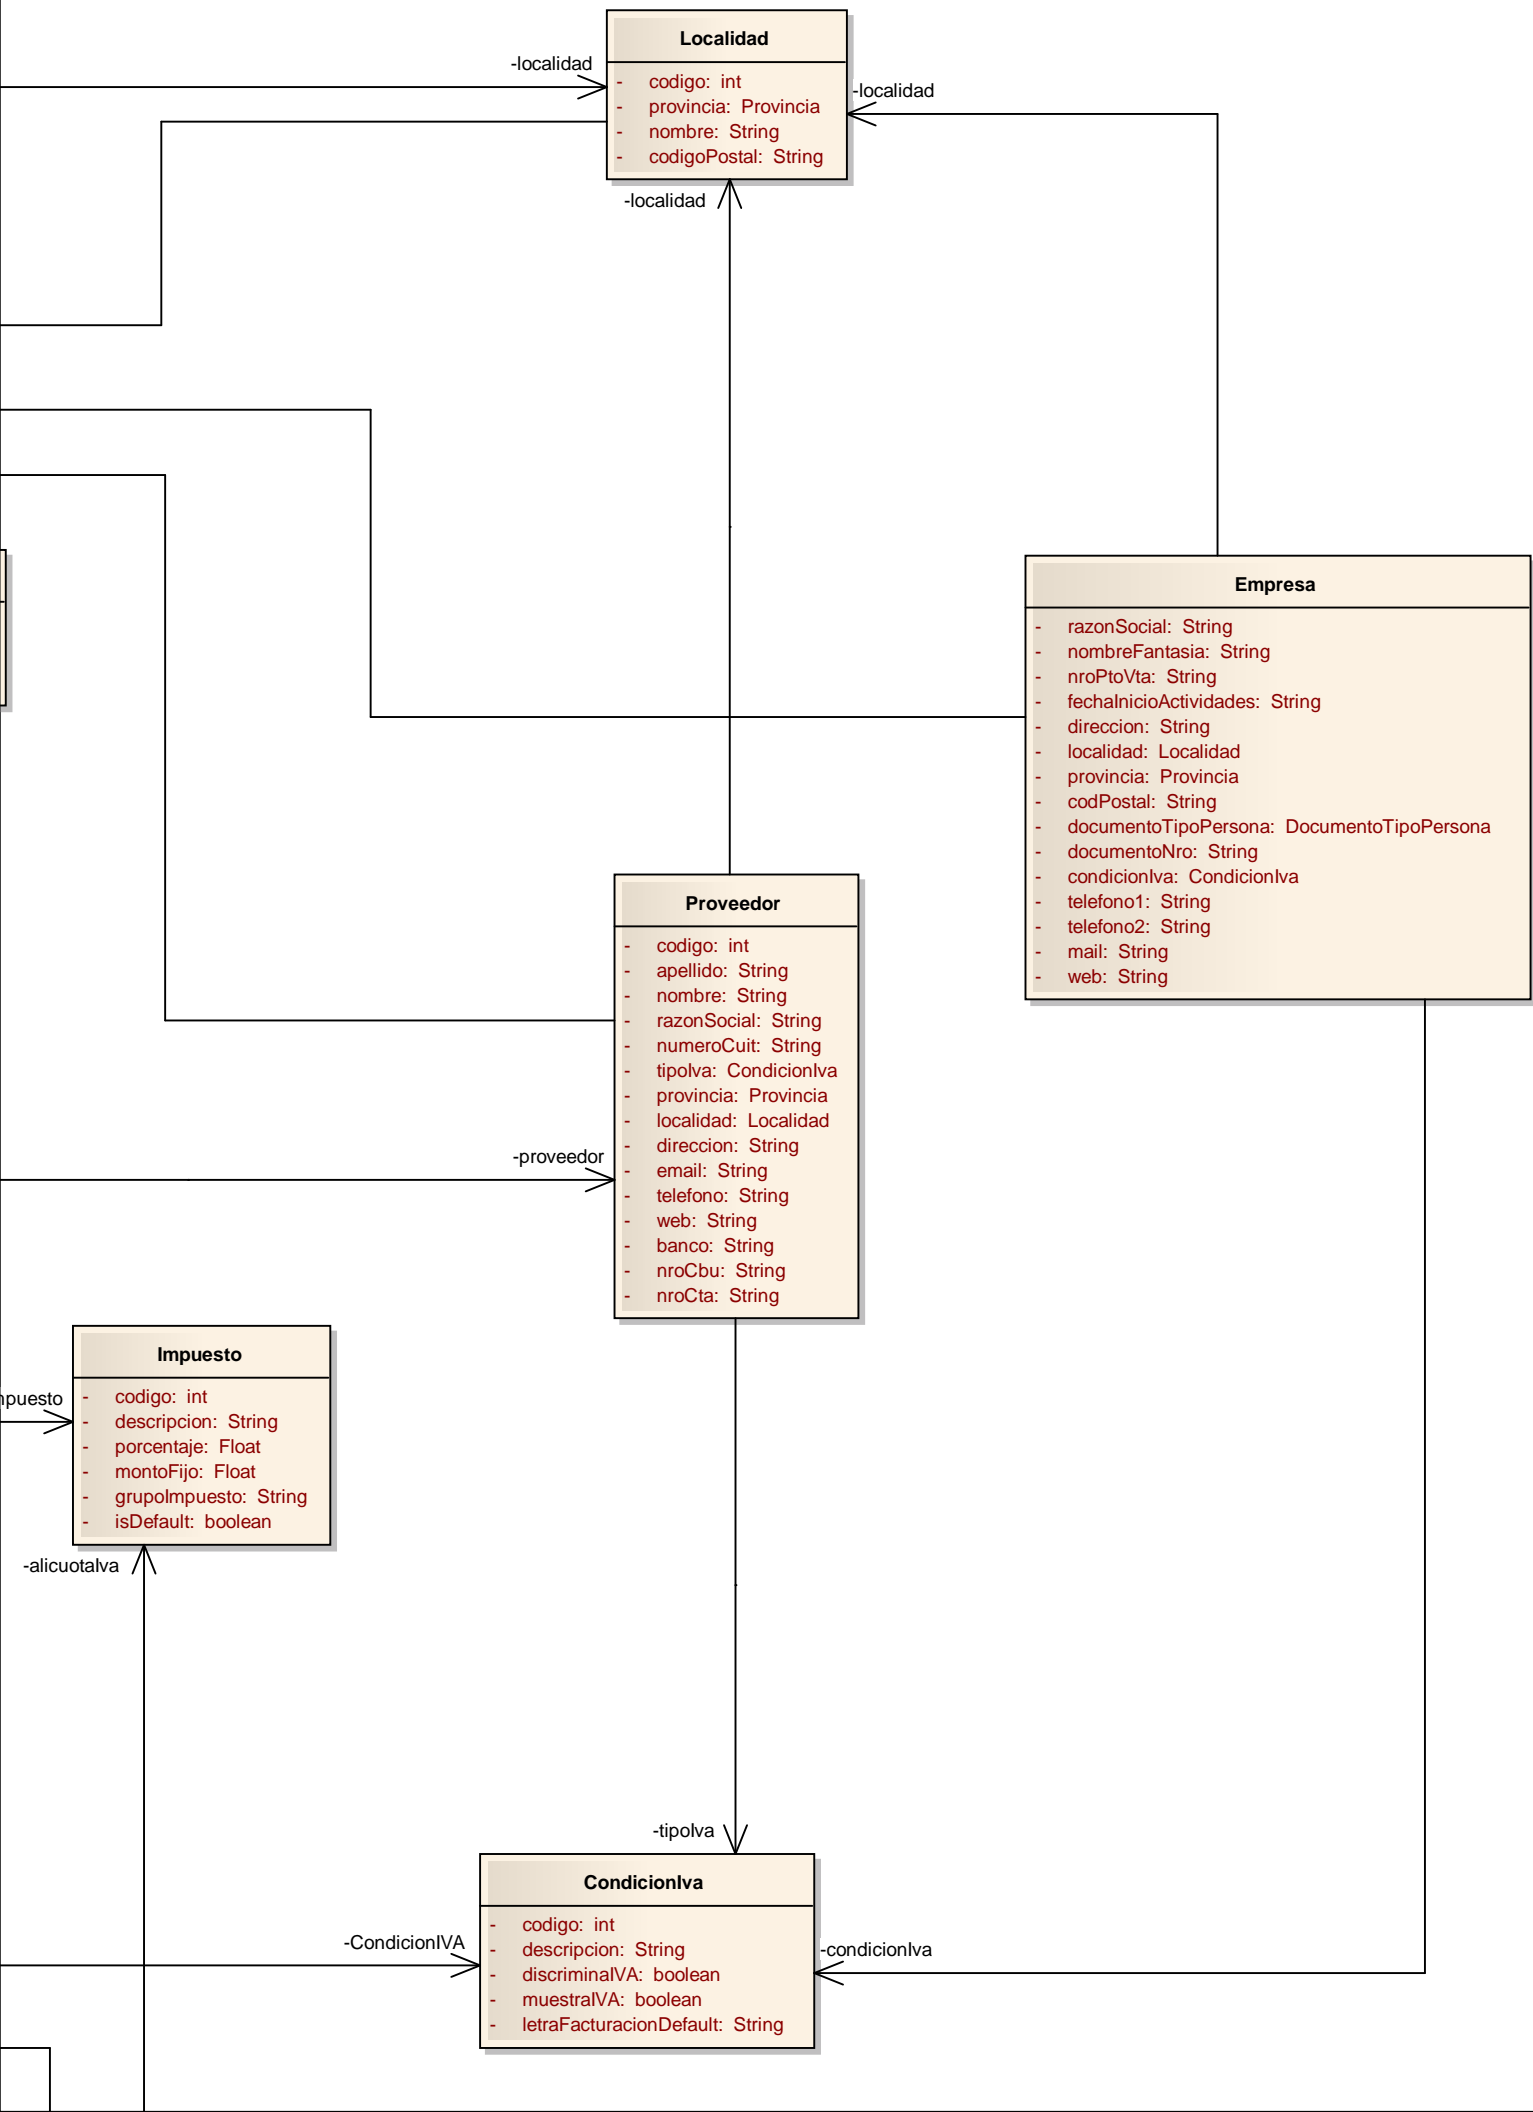 Localidad
- codigo: int
- provincia: Provincia
- nombre: String
- codigoPostal: String
-localidad
-localidad
-localidad
Empresa
- razonSocial: String
- nombreFantasia: String
- nroPtoVta: String
- fechaInicioActividades: String
- direccion: String
- localidad: Localidad
- provincia: Provincia
- codPostal: String
- documentoTipoPersona: DocumentoTipoPersona
- documentoNro: String
- condicionIva: CondicionIva
- telefono1: String
- telefono2: String
- mail: String
- web: String
Proveedor
- codigo: int
- apellido: String
- nombre: String
- razonSocial: String
- numeroCuit: String
- tipoIva: CondicionIva
- provincia: Provincia
- localidad: Localidad
- direccion: String
- email: String
- telefono: String
- web: String
- banco: String
- nroCbu: String
- nroCta: String
-proveedor
Impuesto
- codigo: int
- descripcion: String
- porcentaje: Float
- montoFijo: Float
- grupoImpuesto: String
- isDefault: boolean
npuesto
-alicuotaIva
-tipoIva
CondicionIva
- codigo: int
- descripcion: String
- discriminaIVA: boolean
- muestraIVA: boolean
- letraFacturacionDefault: String
-CondicionIVA
-condicionIva